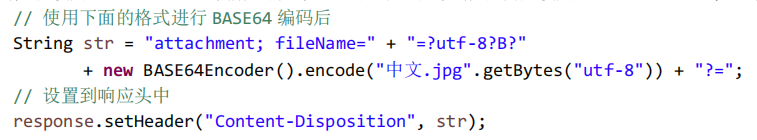 // 使用下面的格式进行 BASE64 编码后
String str = "attachment; fileName=" + "=?utf-8?B?"
+ new BASE64Encoder().encode("中文.jpg".getBytes("utf-8")) + "?=";
// 设置到响应头中
response.setHeader("Content-Disposition", str);